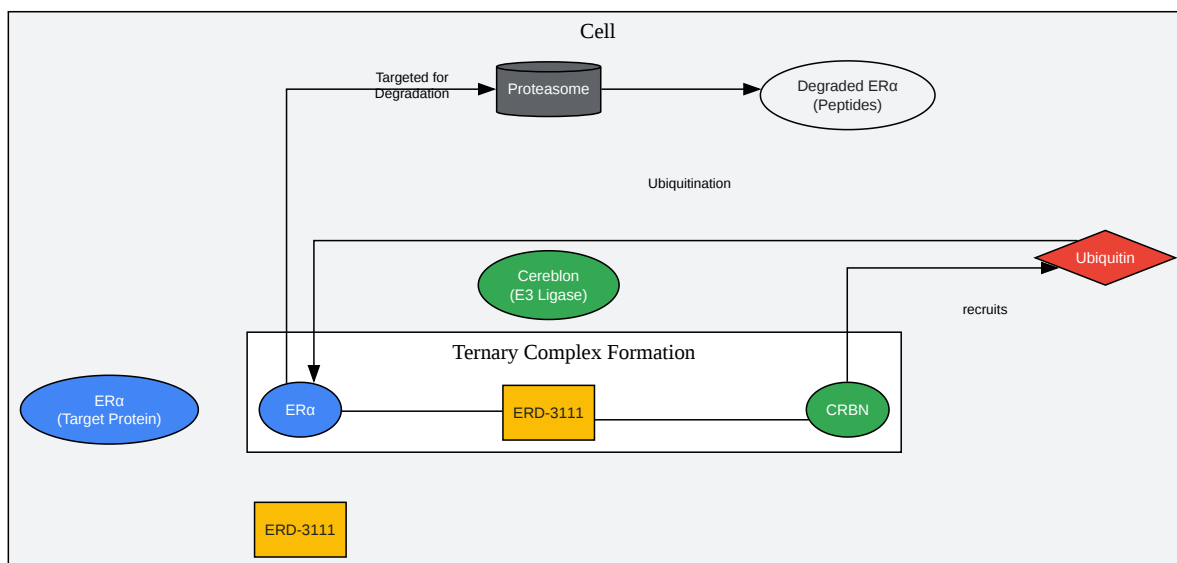 Cell
Targeted for
Degradation
Proteasome
Degraded ERα
(Peptides)
Ubiquitination
Ubiquitin
Cereblon
(E3 Ligase)
recruits
Ternary Complex Formation
ERα
(Target Protein)
ERα
ERD-3111
CRBN
ERD-3111